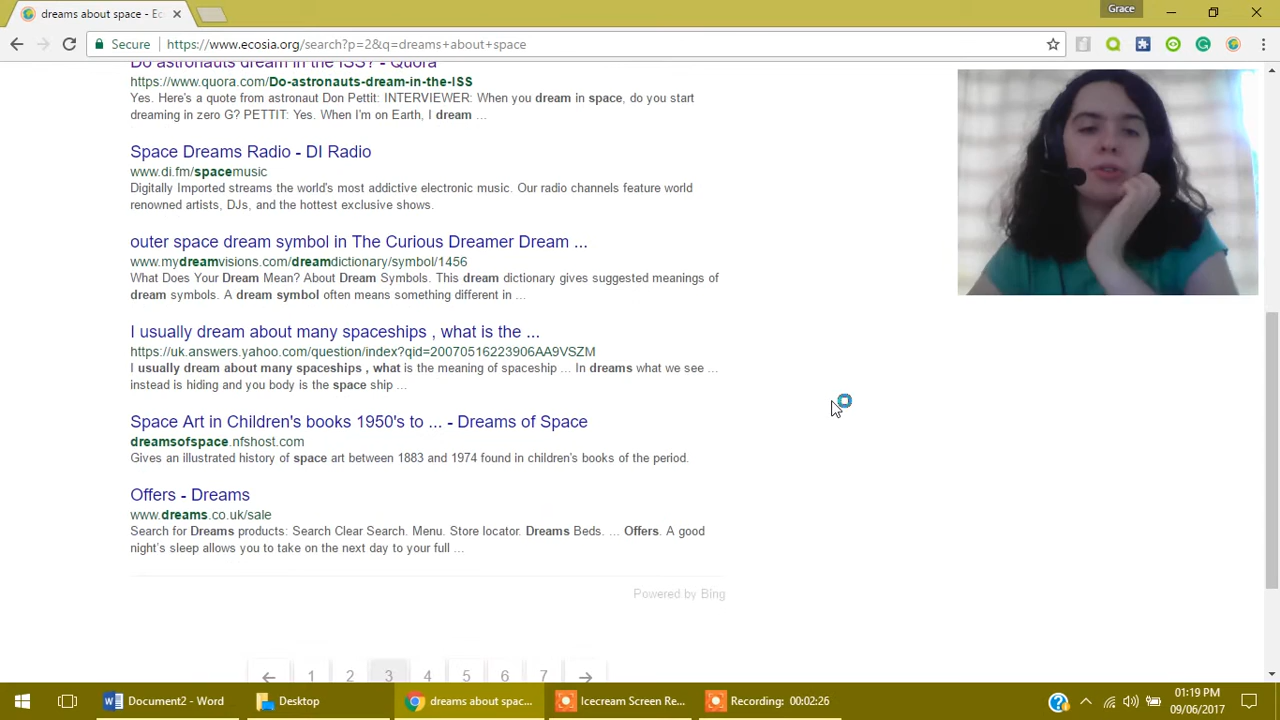 dreams about space - Ecc
Grace
Secure
https://www.ecosia.org/search?p=2&q=dreams+about+space
Do astronauts dream in the ISS? - Quora
https://www.quora.com/Do-astronauts-dream-in-the-ISS
Yes. Here's a quote from astronaut Don Pettit: INTERVIEWER: When you dream in space, do you start
dreaming in zero G? PETTIT: Yes. When I'm on Earth, I dream ...
Space Dreams Radio - DI Radio
www.di.fm/spacemusic
Digitally Imported streams the world's most addictive electronic music. Our radio channels feature world
renowned artists, DJs, and the hottest exclusive shows.
outer space dream symbol in The Curious Dreamer Dream ...
www.mydreamvisions.com/dreamdictionary/symbol/1456
What Does Your Dream Mean? About Dream Symbols. This dream dictionary gives suggested meanings of
dream symbols. A dream symbol often means something different in ...
I usually dream about many spaceships , what is the ...
https://uk.answers.yahoo.com/question/index?qid=20070516223906AA9VSZM
I usually dream about many spaceships , what is the meaning of spaceship ... In dreams what we see ...
instead is hiding and you body is the space ship ...
Space Art in Children's books 1950's to ... - Dreams of Space
dreamsofspace.nfshost.com
Gives an illustrated history of space art between 1883 and 1974 found in children's books of the period.
Offers - Dreams
www.dreams.co.uk/sale
Search for Dreams products: Search Clear Search. Menu. Store locator. Dreams Beds. ... Offers. A good
night's sleep allows you to take on the next day to your full ...
Powered by Bing
1 2 3 4 5 6 7
Document2 - Word
Desktop
dreams about spac...
Icecream Screen Re...
Recording: 00:02:26
01:19 PM
09/06/2017